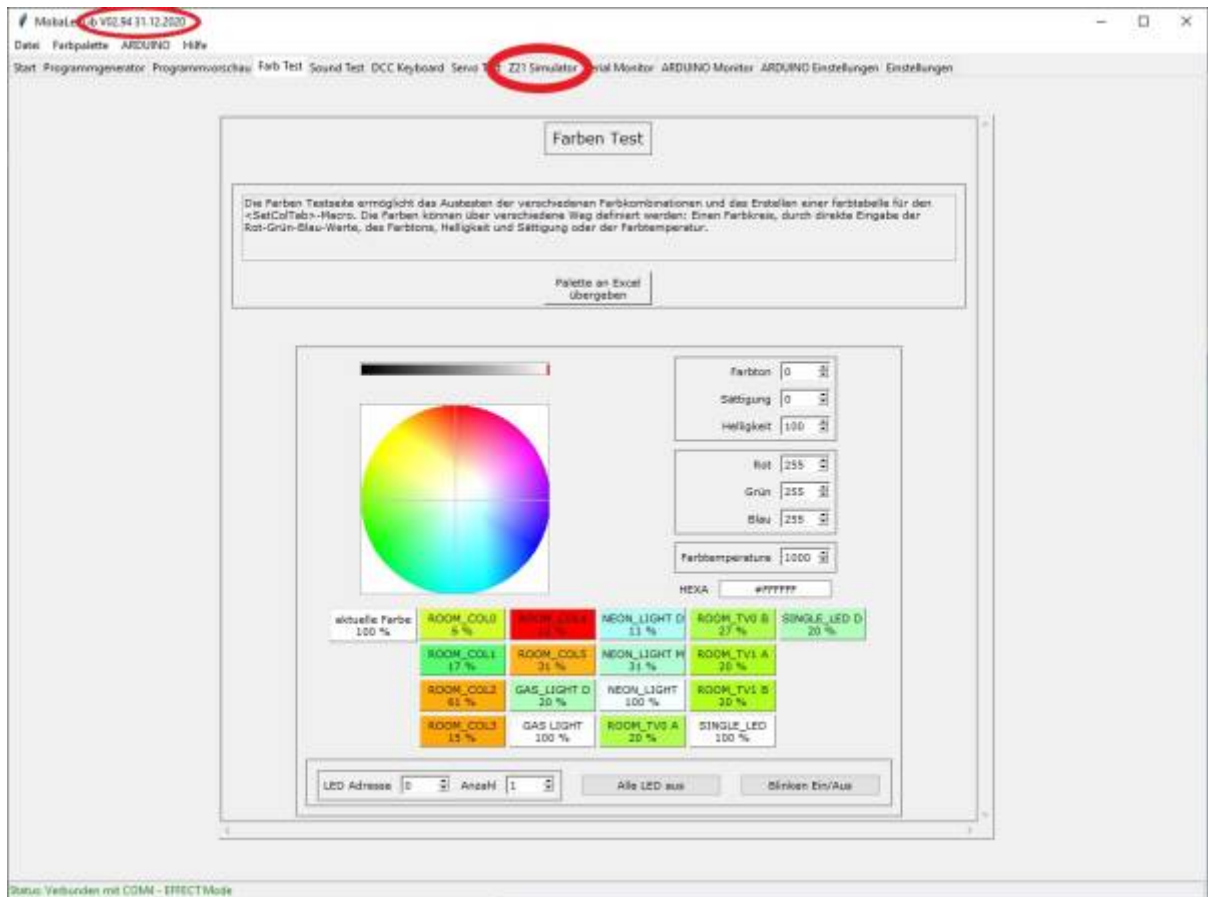 MobaLedLib V02.94 31.12.2020
Datei Farbpalette ARDUINO Hilfe
Start Programmgenerator Programmvorschau Farb Test Sound Test DCC Keyboard Servo Test Z21 Simulator Serial Monitor ARDUINO Monitor ARDUINO Einstellungen Einstellungen
Farben Test
Die Farben Testseite ermöglicht das Austesten der verschiedenen Farbkombinationen und das Erstellen einer farbtabelle für den
<SetColTab>-Macro. Die Farben können über verschiedene Weg definiert werden: Einen Farbkreis, durch direkte Eingabe der
Rot-Grün-Blau-Werte, des Farbtons, Helligkeit und Sättigung oder der Farbtemperatur.
Palette an Excel
übergeben
Farbton 0
Sättigung 0
Helligkeit 100
Rot 255
Grün 255
Blau 255
Farbtemperature 1000
HEXA #FFFFFF
aktuelle Farbe ROOM_COL0 ROOM_COL4 NEON_LIGHT D ROOM_TV0 B SINGLE_LED D
100 % 11 % 27 % 20 %
ROOM_COL1 ROOM_COL5 NEON_LIGHT M ROOM_TV1 A
17 % 31 % 31 % 20 %
ROOM_COL2 GAS_LIGHT D NEON_LIGHT ROOM_TV1 B
61 % 20 % 100 %
ROOM_COL3 GAS LIGHT ROOM_TV0 A SINGLE_LED
15 % 100 % 20 % 100 %
LED Adresse 0 Anzahl 1 Alle LED aus Blinken Ein/Aus
Status: Verbunden mit COM4 - EFFECT Mode